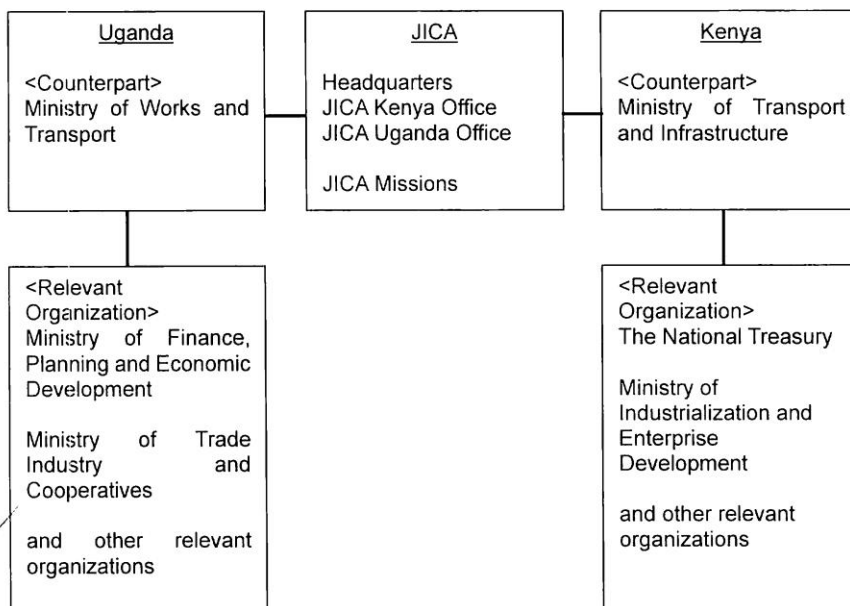 Uganda
<Counterpart>
Ministry of Works and
Transport
JICA
Headquarters
JICA Kenya Office
JICA Uganda Office
JICA Missions
Kenya
<Counterpart>
Ministry of Transport
and Infrastructure
<Relevant
Organization>
Ministry of Finance,
Planning and Economic
Development
Ministry of Trade
Industry and
Cooperatives
and other relevant
organizations
<Relevant
Organization>
The National Treasury
Ministry of
Industrialization and
Enterprise
Development
and other relevant
organizations